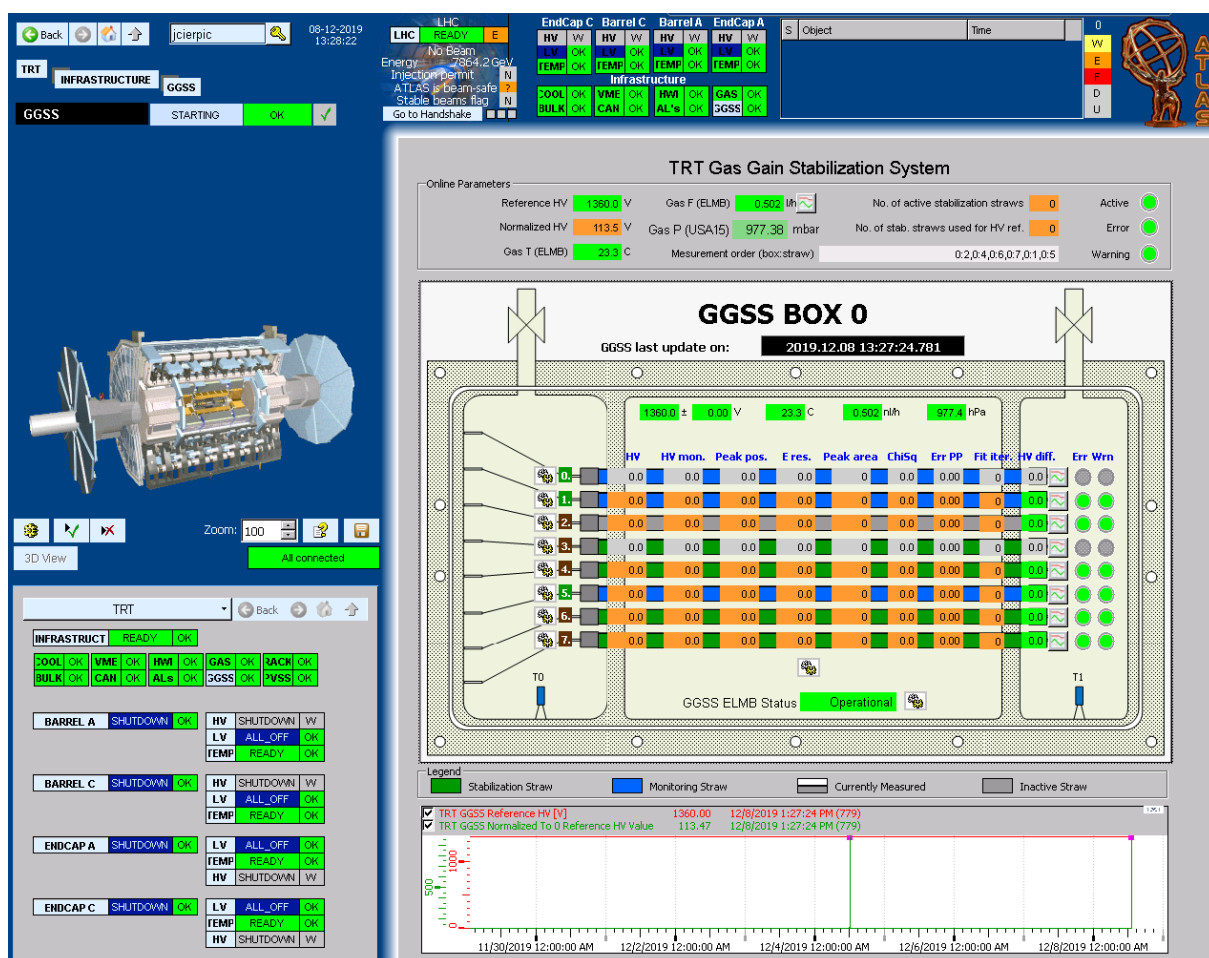 Back
jcierpic
08-12-2019
13:28:22
TRT
INFRASTRUCTURE
GGSS
GGSS STARTING OK
LHC
LHC READY E
No Beam
Energy 7864.2 GeV
Injection permit N
ATLAS is beam-safe ?
Stable beams flag N
Go to Handshake
EndCap C Barrel C Barrel A EndCap A
HV W HV W HV W HV W
LV OK LV OK LV OK LV OK
TEMP OK TEMP OK TEMP OK TEMP OK
Infrastructure
COOL OK VME OK HWI OK GAS OK
BULK OK CAN OK AL's OK GGSS OK
S Object Time
0
W
E
F
D
U
ATLAS
TRT Gas Gain Stabilization System
Online Parameters
Reference HV 1360.0 V Gas F (ELMB) 0.502 l/h No. of active stabilization straws 0 Active
Normalized HV 113.5 V Gas P (USA15) 977.38 mbar No. of stab. straws used for HV ref. 0 Error
Gas T (ELMB) 23.3 C Mesurement order (box:straw) 0:2,0:4,0:6,0:7,0:1,0:5 Warning
GGSS BOX 0
GGSS last update on: 2019.12.08 13:27:24.781
1360.0 ± 0.00 V 23.3 C 0.502 nl/h 977.4 hPa
HV HV mon. Peak pos. E res. Peak area ChiSq Err PP Fit iter. HV diff. Err Wrn
0. 0.0 0.0 0.0 0.0 0 0.0 0.00 0 0.0
1. 0.0 0.0 0.0 0.0 0 0.0 0.00 0 0.0
2. 0.0 0.0 0.0 0.0 0 0.0 0.00 0 0.0
3. 0.0 0.0 0.0 0.0 0 0.0 0.00 0 0.0
4. 0.0 0.0 0.0 0.0 0 0.0 0.00 0 0.0
5. 0.0 0.0 0.0 0.0 0 0.0 0.00 0 0.0
6. 0.0 0.0 0.0 0.0 0 0.0 0.00 0 0.0
7. 0.0 0.0 0.0 0.0 0 0.0 0.00 0 0.0
T0 T1
GGSS ELMB Status Operational
Legend
Stabilization Straw Monitoring Straw Currently Measured Inactive Straw
TRT GGSS Reference HV [V] 1360.00 12/8/2019 1:27:24 PM (779)
TRT GGSS Normalized To 0 Reference HV Value 113.47 12/8/2019 1:27:24 PM (779)
1000
500
0
11/30/2019 12:00:00 AM 12/2/2019 12:00:00 AM 12/4/2019 12:00:00 AM 12/6/2019 12:00:00 AM 12/8/2019 12:00:00 AM
Zoom: 100
3D View All connected
TRT Back
INFRASTRUCT READY OK
COOL OK VME OK HWI OK GAS OK RACK OK
BULK OK CAN OK ALs OK GGSS OK PVSS OK
BARREL A SHUTDOWN OK HV SHUTDOWN W
LV ALL_OFF OK
TEMP READY OK
BARREL C SHUTDOWN OK HV SHUTDOWN W
LV ALL_OFF OK
TEMP READY OK
ENDCAP A SHUTDOWN OK LV ALL_OFF OK
TEMP READY OK
HV SHUTDOWN W
ENDCAP C SHUTDOWN OK LV ALL_OFF OK
TEMP READY OK
HV SHUTDOWN W